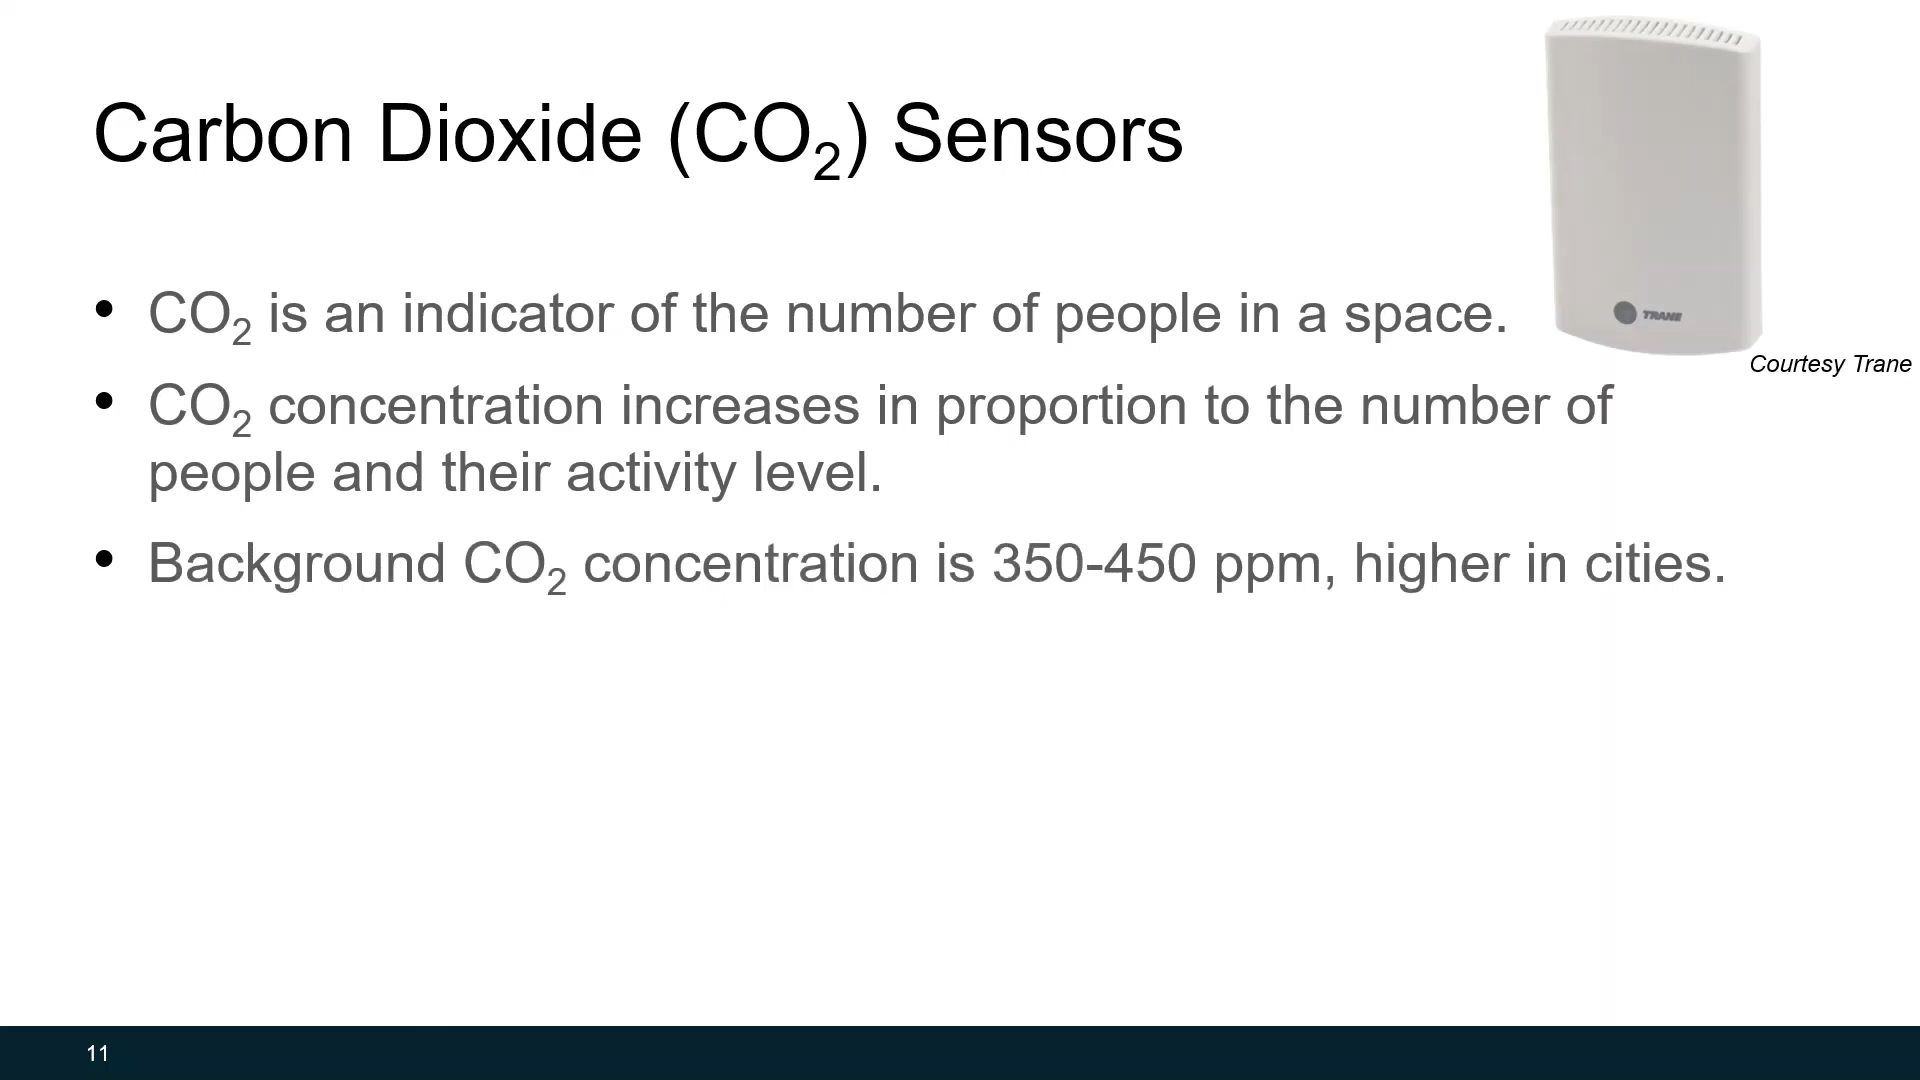 Carbon Dioxide (CO₂) Sensors
• CO₂ is an indicator of the number of people in a space.
TRANE
Courtesy Trane
• CO₂ concentration increases in proportion to the number of
people and their activity level.
• Background CO₂ concentration is 350-450 ppm, higher in cities.
11